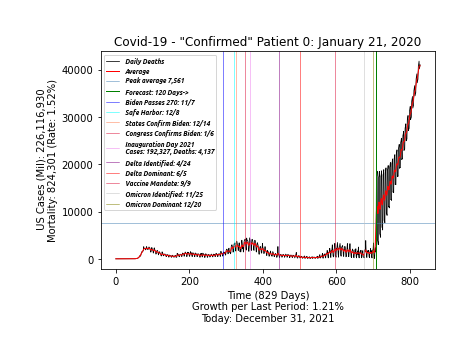 Covid-19 - "Confirmed" Patient 0: January 21, 2020
US Cases (Mil): 226,116,930
Mortality: 824,301 (Rate: 1.52%)
40000
30000
20000
10000
0
Daily Deaths
Average
Peak average 7,561
Forecast: 120 Days->
Biden Passes 270: 11/7
Safe Harbor: 12/8
States Confirm Biden: 12/14
Congress Confirms Biden: 1/6
Inauguration Day 2021
Cases: 192,327, Deaths: 4,137
Delta Identified: 4/24
Delta Dominant: 6/5
Vaccine Mandate: 9/9
Omicron Identified: 11/25
Omicron Dominant 12/20
0 200 400 600 800
Time (829 Days)
Growth per Last Period: 1.21%
Today: December 31, 2021